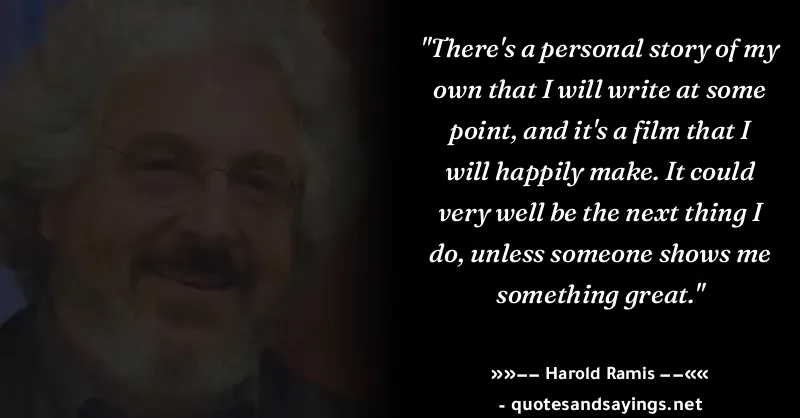 "There's a personal story of my
own that I will write at some
point, and it's a film that I
will happily make. It could
very well be the next thing I
do, unless someone shows me
something great."
»»—— Harold Ramis ——««
- quotesandsayings.net